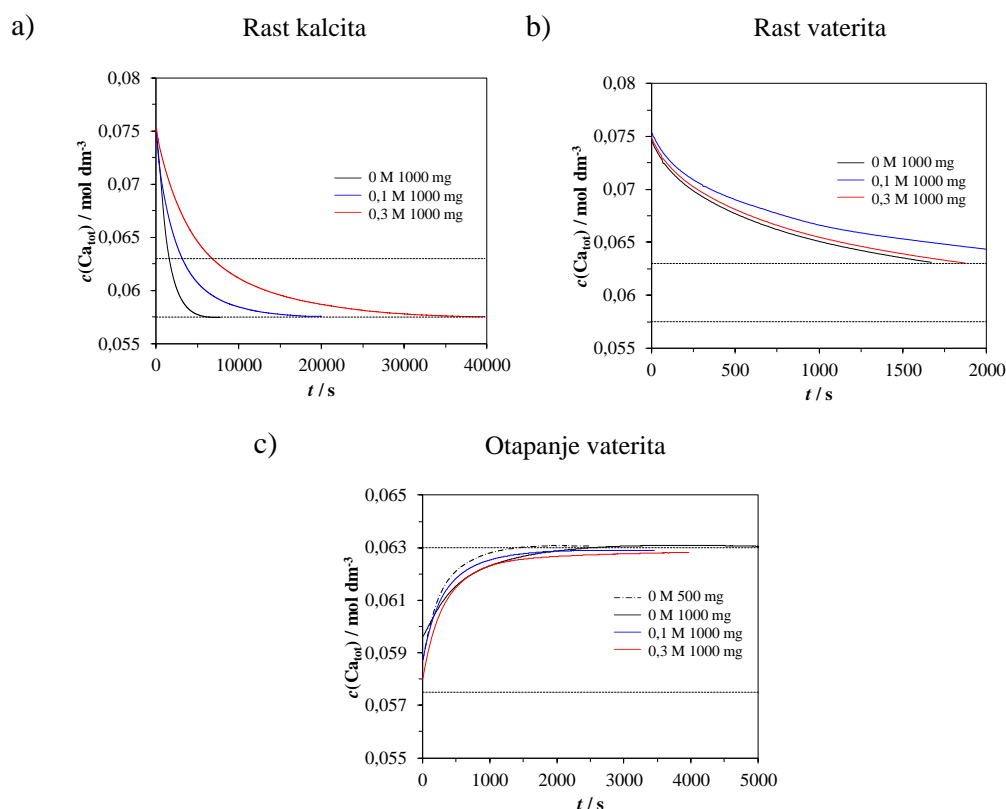 a)
Rast kalcita
0,08
0,075
0,07
0,065
0,06
0,055
c(Ca_tot) / mol dm⁻³
0 M 1000 mg
0,1 M 1000 mg
0,3 M 1000 mg
0
10000
20000
30000
40000
t / s
b)
Rast vaterita
0,08
0,075
0,07
0,065
0,06
0,055
c(Ca_tot) / mol dm⁻³
0 M 1000 mg
0,1 M 1000 mg
0,3 M 1000 mg
0
500
1000
1500
2000
t / s
c)
Otapanje vaterita
0,065
0,063
0,061
0,059
0,057
0,055
c(Ca_tot) / mol dm⁻³
0 M 500 mg
0 M 1000 mg
0,1 M 1000 mg
0,3 M 1000 mg
0
1000
2000
3000
4000
5000
t / s